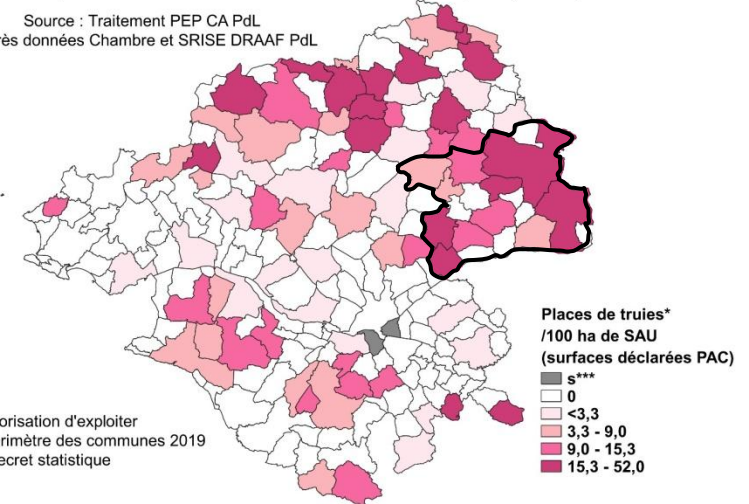 Source : Traitement PEP CA PdL
rès données Chambre et SRISE DRAAF PdL
Places de truies*
/100 ha de SAU
(surfaces déclarées PAC)
s***
0
<3,3
3,3 - 9,0
9,0 - 15,3
15,3 - 52,0
orisation d'exploiter
rimètre des communes 2019
ecret statistique